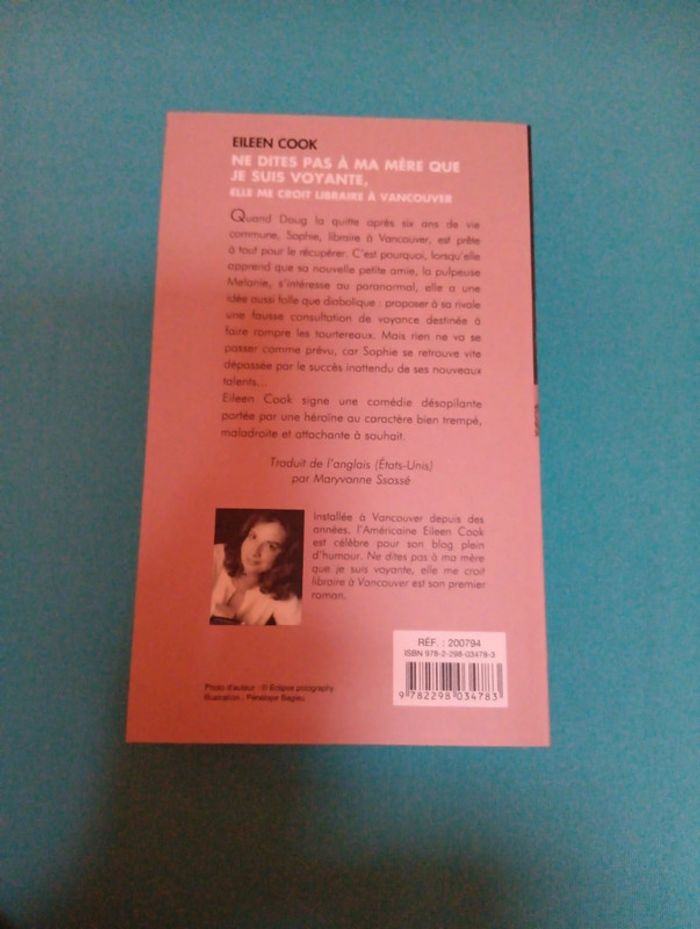 EILEEN COOK
NE DITES PAS À MA MÈRE QUE
JE SUIS VOYANTE,
ELLE ME CROIT LIBRAIRE À VANCOUVER
Quand Doug la quitte après six ans de vie
commune, Sophie, libraire à Vancouver, est prête
à tout pour le récupérer. C'est pourquoi, lorsqu'elle
apprend que sa nouvelle petite amie, la pulpeuse
Melanie, s'intéresse au paranormal, elle a une
idée aussi folle que diabolique : proposer à sa rivale
une fausse consultation de voyance destinée à
faire rompre les tourtereaux. Mais rien ne va se
passer comme prévu, car Sophie se retrouve vite
dépassée par le succès inattendu de ses nouveaux
talents...
Eileen Cook signe une comédie désopilante
portée par une héroïne au caractère bien trempé,
maladroite et attachante à souhait.
Traduit de l'anglais (États-Unis)
par Maryvonne Ssossé
Installée à Vancouver depuis des
années, l'Américaine Eileen Cook
est célèbre pour son blog plein
d'humour. Ne dites pas à ma mère
que je suis voyante, elle me croit
libraire à Vancouver est son premier
roman.
RÉF. : 200794
ISBN 978-2-298-03478-3
9 782298 034783
Photo d'auteur : © Eclipse potography
Illustration : Pénélope Bagieu